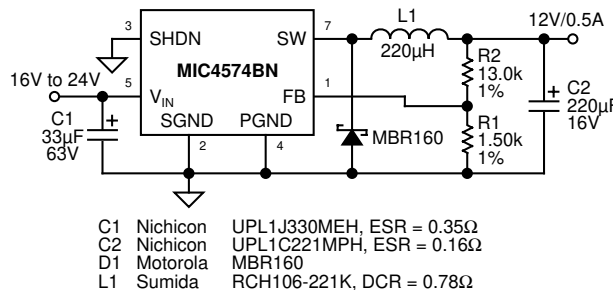 L1
12V/0.5A
3
SHDN
SW
7
220µH
R2
13.0k
1%
MIC4574BN
16V to 24V
5
VIN
FB
1
C2
220µF
16V
C1
33µF
63V
SGND
PGND
2
4
MBR160
R1
1.50k
1%
C1 Nichicon UPL1J330MEH, ESR = 0.35Ω
C2 Nichicon UPL1C221MPH, ESR = 0.16Ω
D1 Motorola MBR160
L1 Sumida RCH106-221K, DCR = 0.78Ω